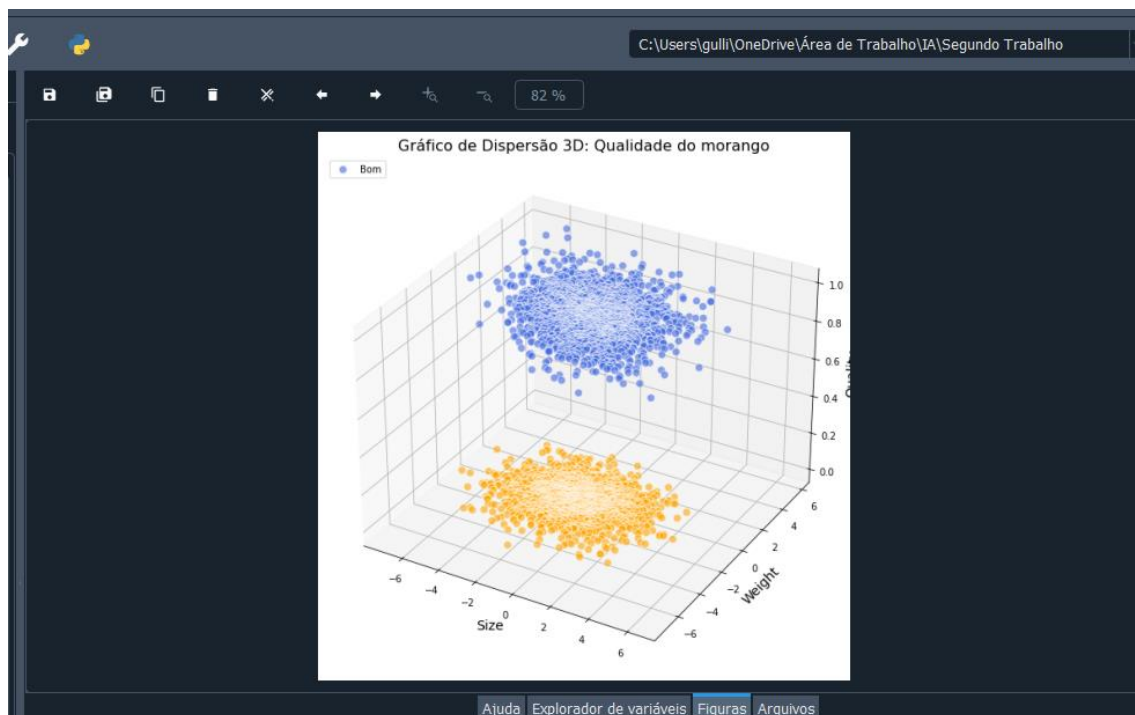 C:\Users\gulli\OneDrive\Área de Trabalho\IA\Segundo Trabalho
82 %
Gráfico de Dispersão 3D: Qualidade do morango
Bom
1.0
0.8
0.6
0.4
0.2
0.0
6
4
2
0
−2
−4
−6
Weight
−6
−4
−2
0
2
4
6
Size
Ajuda
Explorador de variáveis
Figuras
Arquivos